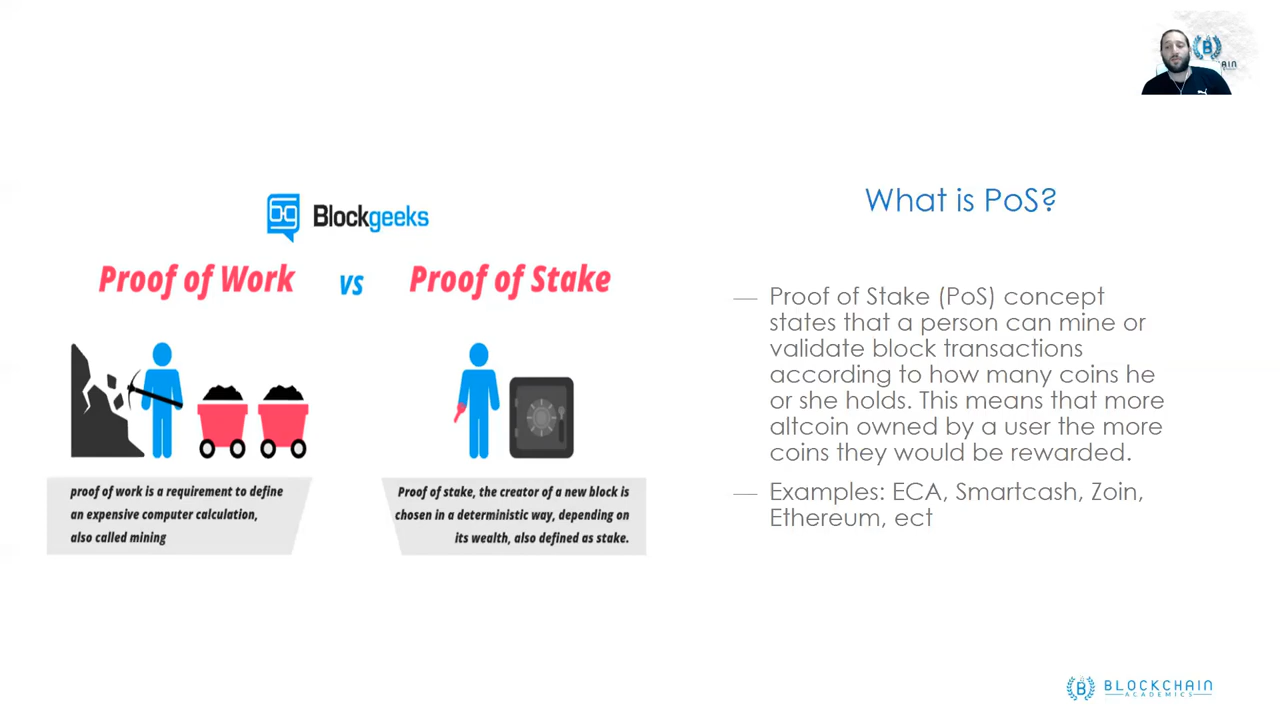 B
AIN
Blockgeeks
Proof of Work vs Proof of Stake
proof of work is a requirement to define
an expensive computer calculation,
also called mining
Proof of stake, the creator of a new block is
chosen in a deterministic way, depending on
its wealth, also defined as stake.
What is PoS?
— Proof of Stake (PoS) concept
states that a person can mine or
validate block transactions
according to how many coins he
or she holds. This means that more
altcoin owned by a user the more
coins they would be rewarded.
— Examples: ECA, Smartcash, Zoin,
Ethereum, ect
B BLOCKCHAIN
ACADEMICS